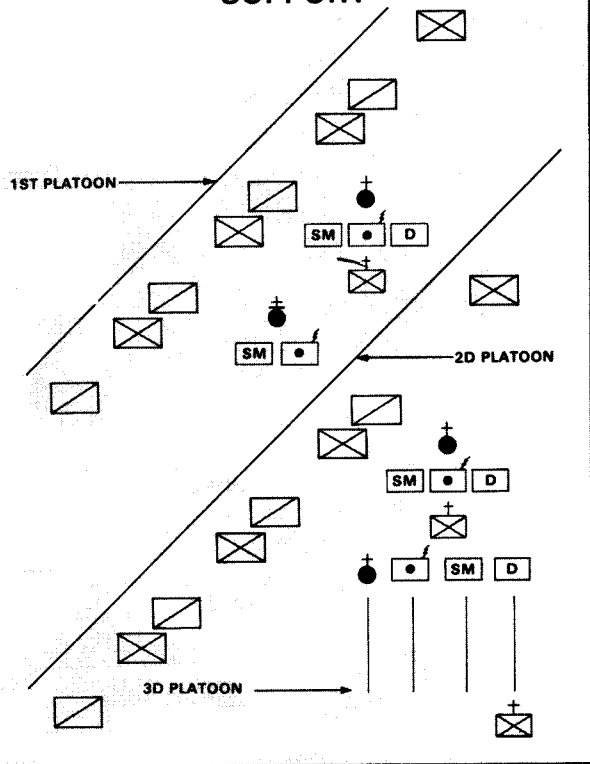 SUPPORT
1ST PLATOON
SM D
SM
2D PLATOON
SM D
SM D
3D PLATOON